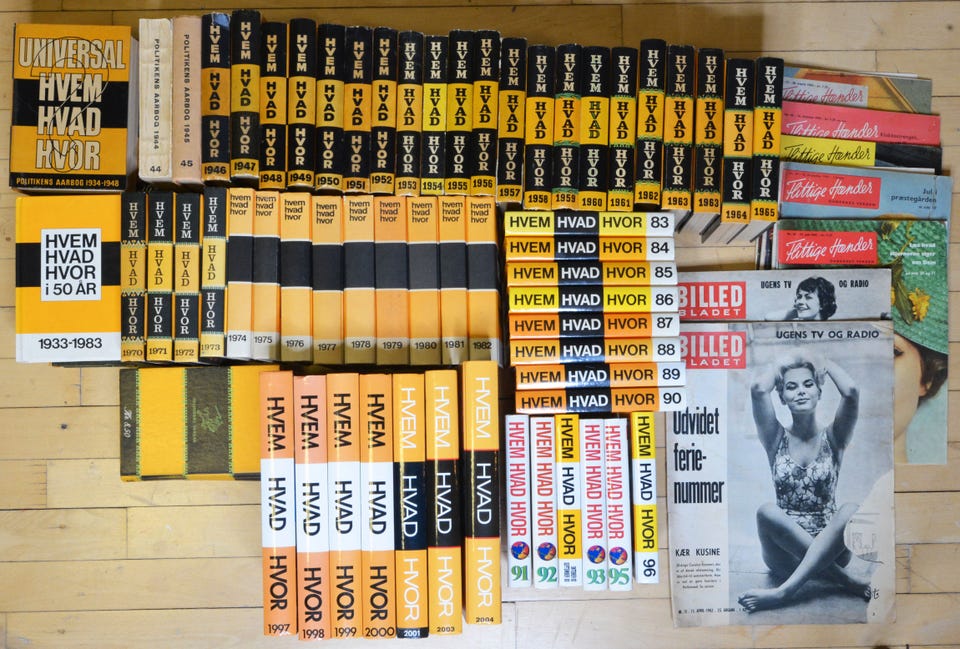 UNIVERSAL
HVEM
HVAD
HVOR
POLITIKENS AARBOG 1934-1948
POLITIKENS AARBOG 1944
44
POLITIKENS AARBOG 1945
45
HVEM HVAD HVOR 1946
HVEM HVAD HVOR 1947
HVEM HVAD HVOR 1948
HVEM HVAD HVOR 1949
HVEM HVAD HVOR 1950
HVEM HVAD HVOR 1951
HVEM HVAD HVOR 1952
HVEM HVAD HVOR 1953
HVEM HVAD HVOR 1954
HVEM HVAD HVOR 1955
HVEM HVAD HVOR 1956
HVEM HVAD HVOR 1957
HVEM HVAD HVOR 1958
HVEM HVAD HVOR 1959
HVEM HVAD HVOR 1960
HVEM HVAD HVOR 1961
HVEM HVAD HVOR 1962
HVEM HVAD HVOR 1963
HVEM HVAD HVOR 1963
HVEM HVAD HVOR 1964
HVEM HVAD HVOR 1965
Flittige Hænder
Flittige Hænder
Flittige Hænder
Flittige Hænder
Jul i
præstegården
Flittige Hænder
HVEM
HVAD
HVOR
i 50 ÅR
1933-1983
HVEM HVAD HVOR 1970
HVEM HVAD HVOR 1971
HVEM HVAD HVOR 1972
HVEM HVAD HVOR 1973
hvem hvad hvor 1974
hvem hvad hvor 1975
hvem hvad hvor 1976
hvem hvad hvor 1977
hvem hvad hvor 1978
hvem hvad hvor 1979
hvem hvad hvor 1980
hvem hvad hvor 1981
hvem hvad hvor 1982
HVEM HVAD HVOR 83
HVEM HVAD HVOR 84
HVEM HVAD HVOR 85
HVEM HVAD HVOR 86
HVEM HVAD HVOR 87
HVEM HVAD HVOR 88
HVEM HVAD HVOR 89
HVEM HVAD HVOR 90
BILLED
BLADET
UGENS TV OG RADIO
BILLED
BLADET
UGENS TV OG RADIO
Udvidet
ferie-
nummer
KÆR KUSINE
Kr. 8,50
HVEM HVAD HVOR 1997
HVEM HVAD HVOR 1998
HVEM HVAD HVOR 1999
HVEM HVAD HVOR 2000
HVEM HVAD HVOR 2001
HVEM HVAD HVOR 2003
HVEM HVAD HVOR 2004
HVEM HVAD HVOR 91
HVEM HVAD HVOR 92
HVEM HVAD HVOR
HVEM HVAD HVOR 93
HVEM HVAD HVOR 95
HVEM HVAD HVOR 96